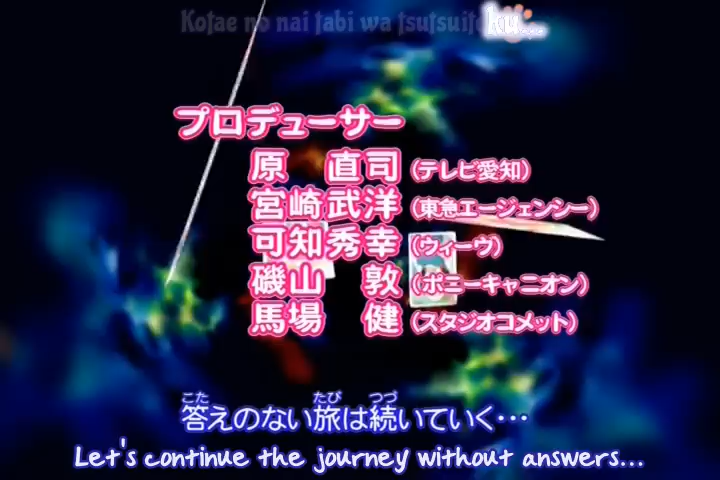 Kotae no nai tabi wa tsutsuite iku...
プロデューサー
原 直司 (テレビ愛知)
宮崎武洋 (東急エージェンシー)
可知秀幸 (ウィーヴ)
磯山 敦 (ポニーキャニオン)
馬場 健 (スタジオコメット)
こた たび つづ
答えのない旅は続いていく…
Let's continue the journey without answers...